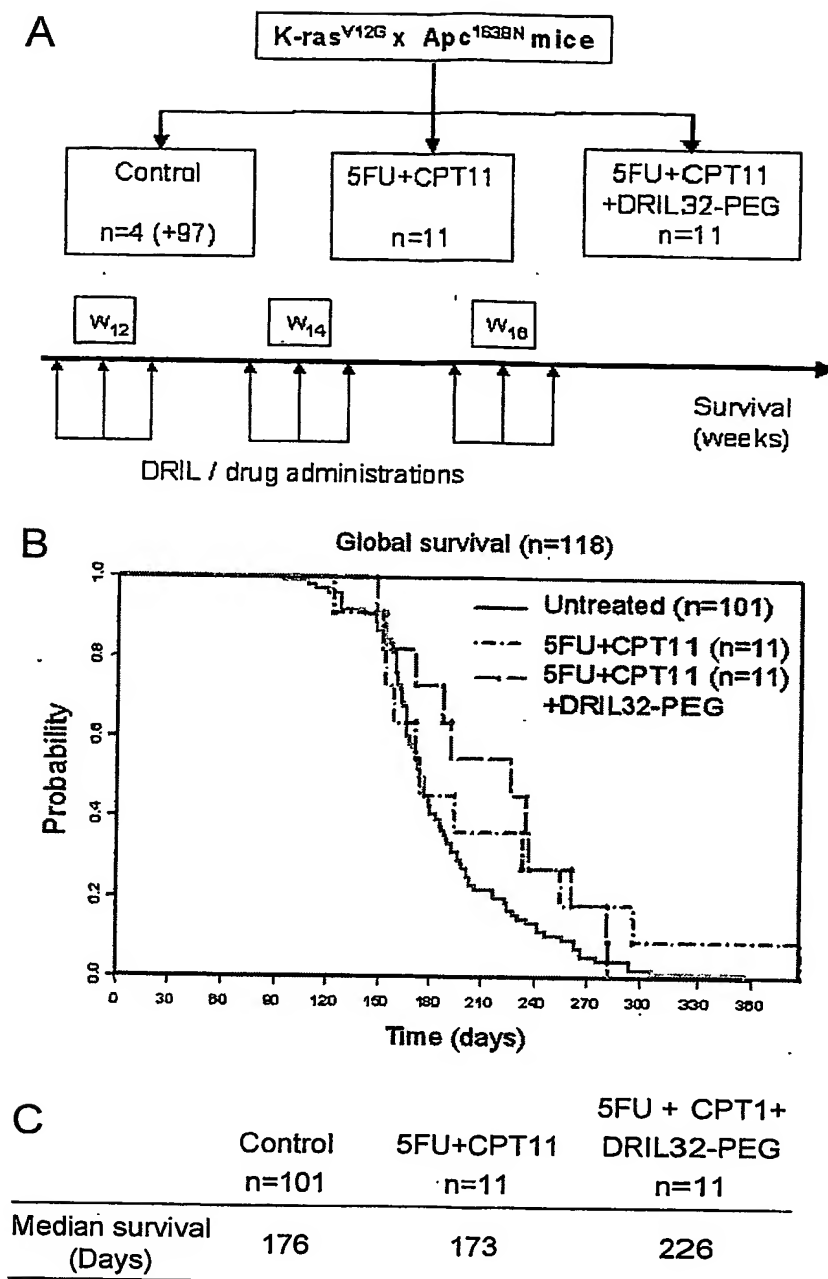 A
K-ras^V12G x Apc^1638N mice
Control
n=4 (+97)
5FU+CPT11
n=11
5FU+CPT11
+DRIL32-PEG
n=11
W12
W14
W16
Survival
(weeks)
DRIL / drug administrations
B
Global survival (n=118)
Untreated (n=101)
5FU+CPT11 (n=11)
5FU+CPT11 (n=11)
+DRIL32-PEG
Probability
1.0
0.8
0.6
0.4
0.2
0.0
0 30 60 90 120 150 180 210 240 270 300 330 360
Time (days)
C
Control
n=101
5FU+CPT11
n=11
5FU + CPT1+
DRIL32-PEG
n=11
Median survival
(Days)
176 173 226